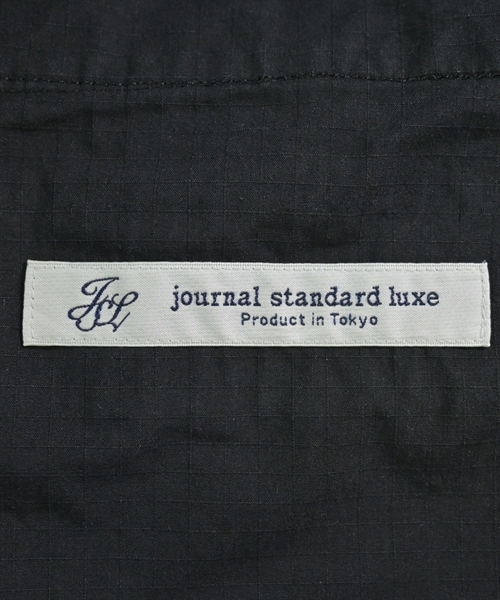 JSL
journal standard luxe
Product in Tokyo